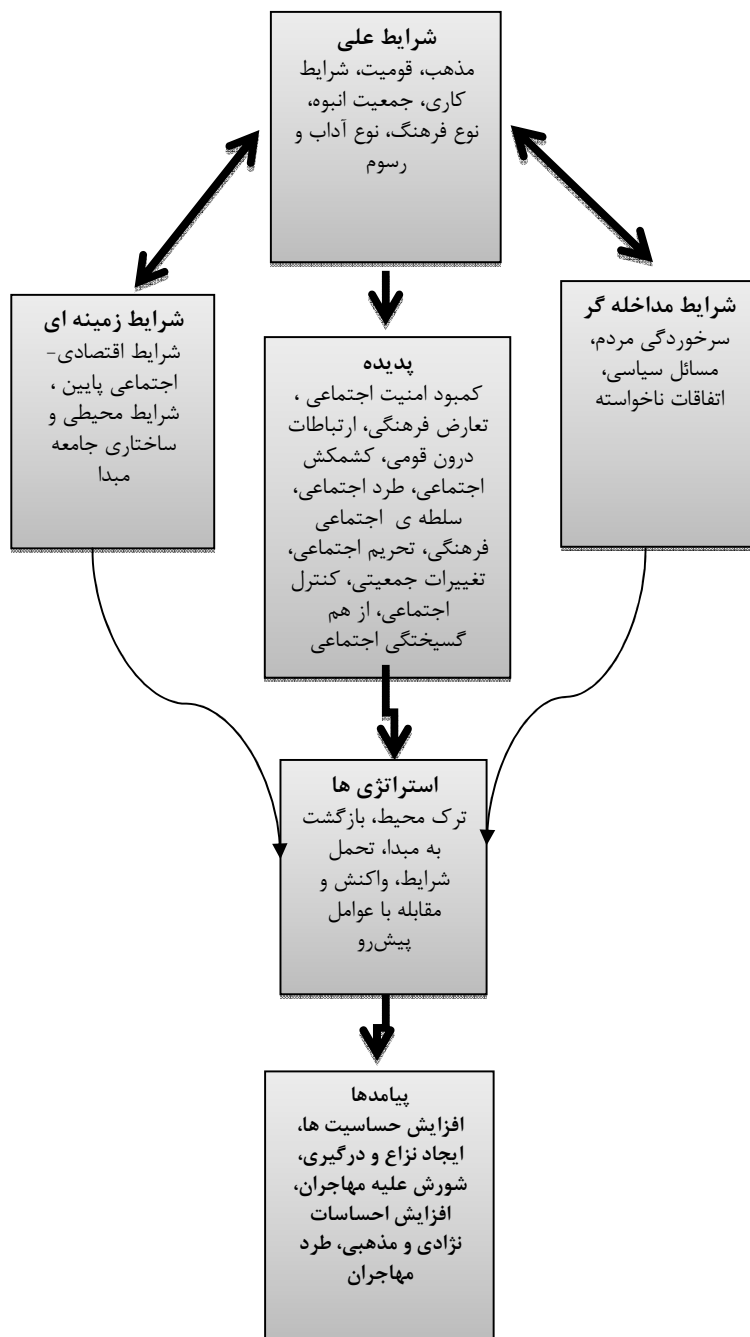 شرایط علی
مذهب، قومیت، شرایط
کاری، جمعیت انبوه،
نوع فرهنگ، نوع آداب و
رسوم
شرایط مداخله گر
سرخوردگی مردم،
مسائل سیاسی،
اتفاقات ناخواسته
پدیده
کمبود امنیت اجتماعی ،
تعارض فرهنگی، ارتباطات
درون قومی، کشمکش
اجتماعی، طرد اجتماعی،
سلطه ی اجتماعی
فرهنگی، تحریم اجتماعی،
تغییرات جمعیتی، کنترل
اجتماعی، از هم
گسیختگی اجتماعی
شرایط زمینه ای
شرایط اقتصادی-
اجتماعی پایین ،
شرایط محیطی و
ساختاری جامعه
مبدا
استراتژی ها
ترک محیط، بازگشت
به مبدا، تحمل
شرایط، واکنش و
مقابله با عوامل
پیش‌رو
پیامدها
افزایش حساسیت ها،
ایجاد نزاع و درگیری،
شورش علیه مهاجران،
افزایش احساسات
نژادی و مذهبی، طرد
مهاجران